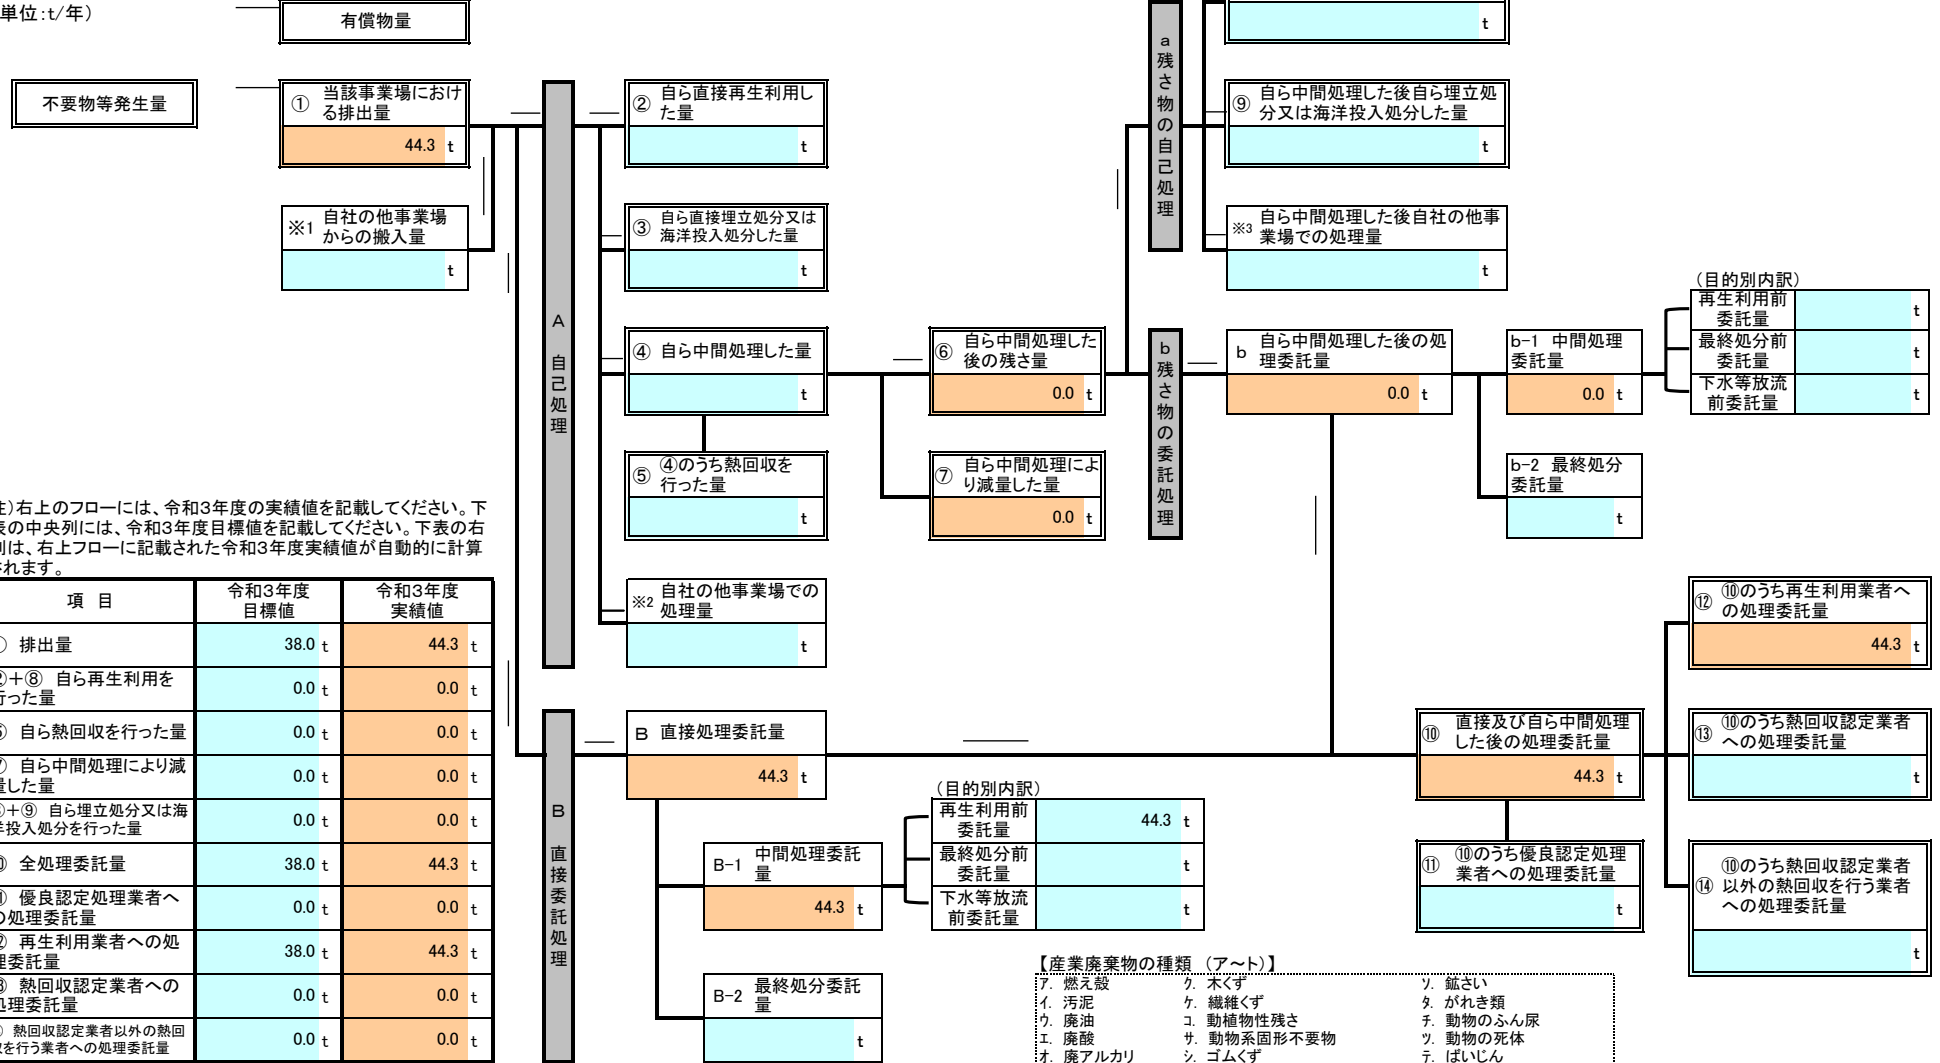 単位:t/年)
有償物量
t
不要物等発生量
① 当該事業場におけ
る排出量
44.3 t
※1 自社の他事業場
からの搬入量
t
A 自己処理
② 自ら直接再生利用し
た量
t
③ 自ら直接埋立処分又は
海洋投入処分した量
t
④ 自ら中間処理した量
t
⑤ ④のうち熱回収を
行った量
t
※2 自社の他事業場での
処理量
t
⑥ 自ら中間処理した
後の残さ量
0.0 t
⑦ 自ら中間処理によ
り減量した量
0.0 t
a残さ物の自己処理
⑨ 自ら中間処理した後自ら埋立処
分又は海洋投入処分した量
t
※3 自ら中間処理した後自社の他事
業場での処理量
t
b残さ物の委託処理
b 自ら中間処理した後の処
理委託量
0.0 t
b-1 中間処理
委託量
0.0 t
b-2 最終処分
委託量
t
(目的別内訳)
再生利用前
委託量
t
最終処分前
委託量
t
下水等放流
前委託量
t
)右上のフローには、令和3年度の実績値を記載してください。下
の中央列には、令和3年度目標値を記載してください。下表の右
は、右上フローに記載された令和3年度実績値が自動的に計算
れます。
項 目 令和3年度
目標値 令和3年度
実績値
排出量 38.0 t 44.3 t
+⑧ 自ら再生利用を
った量 0.0 t 0.0 t
自ら熱回収を行った量 0.0 t 0.0 t
自ら中間処理により減
した量 0.0 t 0.0 t
+⑨ 自ら埋立処分又は海
投入処分を行った量 0.0 t 0.0 t
全処理委託量 38.0 t 44.3 t
優良認定処理業者へ
の処理委託量 0.0 t 0.0 t
再生利用業者への処
理委託量 38.0 t 44.3 t
熱回収認定業者への
処理委託量 0.0 t 0.0 t
熱回収認定業者以外の熱回
収を行う業者への処理委託量 0.0 t 0.0 t
B 直接委託処理
B 直接処理委託量
44.3 t
B-1 中間処理委託
量
44.3 t
B-2 最終処分委託
量
t
(目的別内訳)
再生利用前
委託量
44.3 t
最終処分前
委託量
t
下水等放流
前委託量
t
⑩ 直接及び自ら中間処理
した後の処理委託量
44.3 t
⑪ ⑩のうち優良認定処理
業者への処理委託量
t
⑫ ⑩のうち再生利用業者へ
の処理委託量
44.3 t
⑬ ⑩のうち熱回収認定業者
への処理委託量
t
⑭ ⑩のうち熱回収認定業者
以外の熱回収を行う業者
への処理委託量
t
【産業廃棄物の種類 (ア~ト)】
ア. 燃え殻 ク. 木くず ソ. 鉱さい
イ. 汚泥 ケ. 繊維くず タ. がれき類
ウ. 廃油 コ. 動植物性残さ チ. 動物のふん尿
エ. 廃酸 サ. 動物系固形不要物 ツ. 動物の死体
オ. 廃アルカリ シ. ゴムくず テ. ばいじん